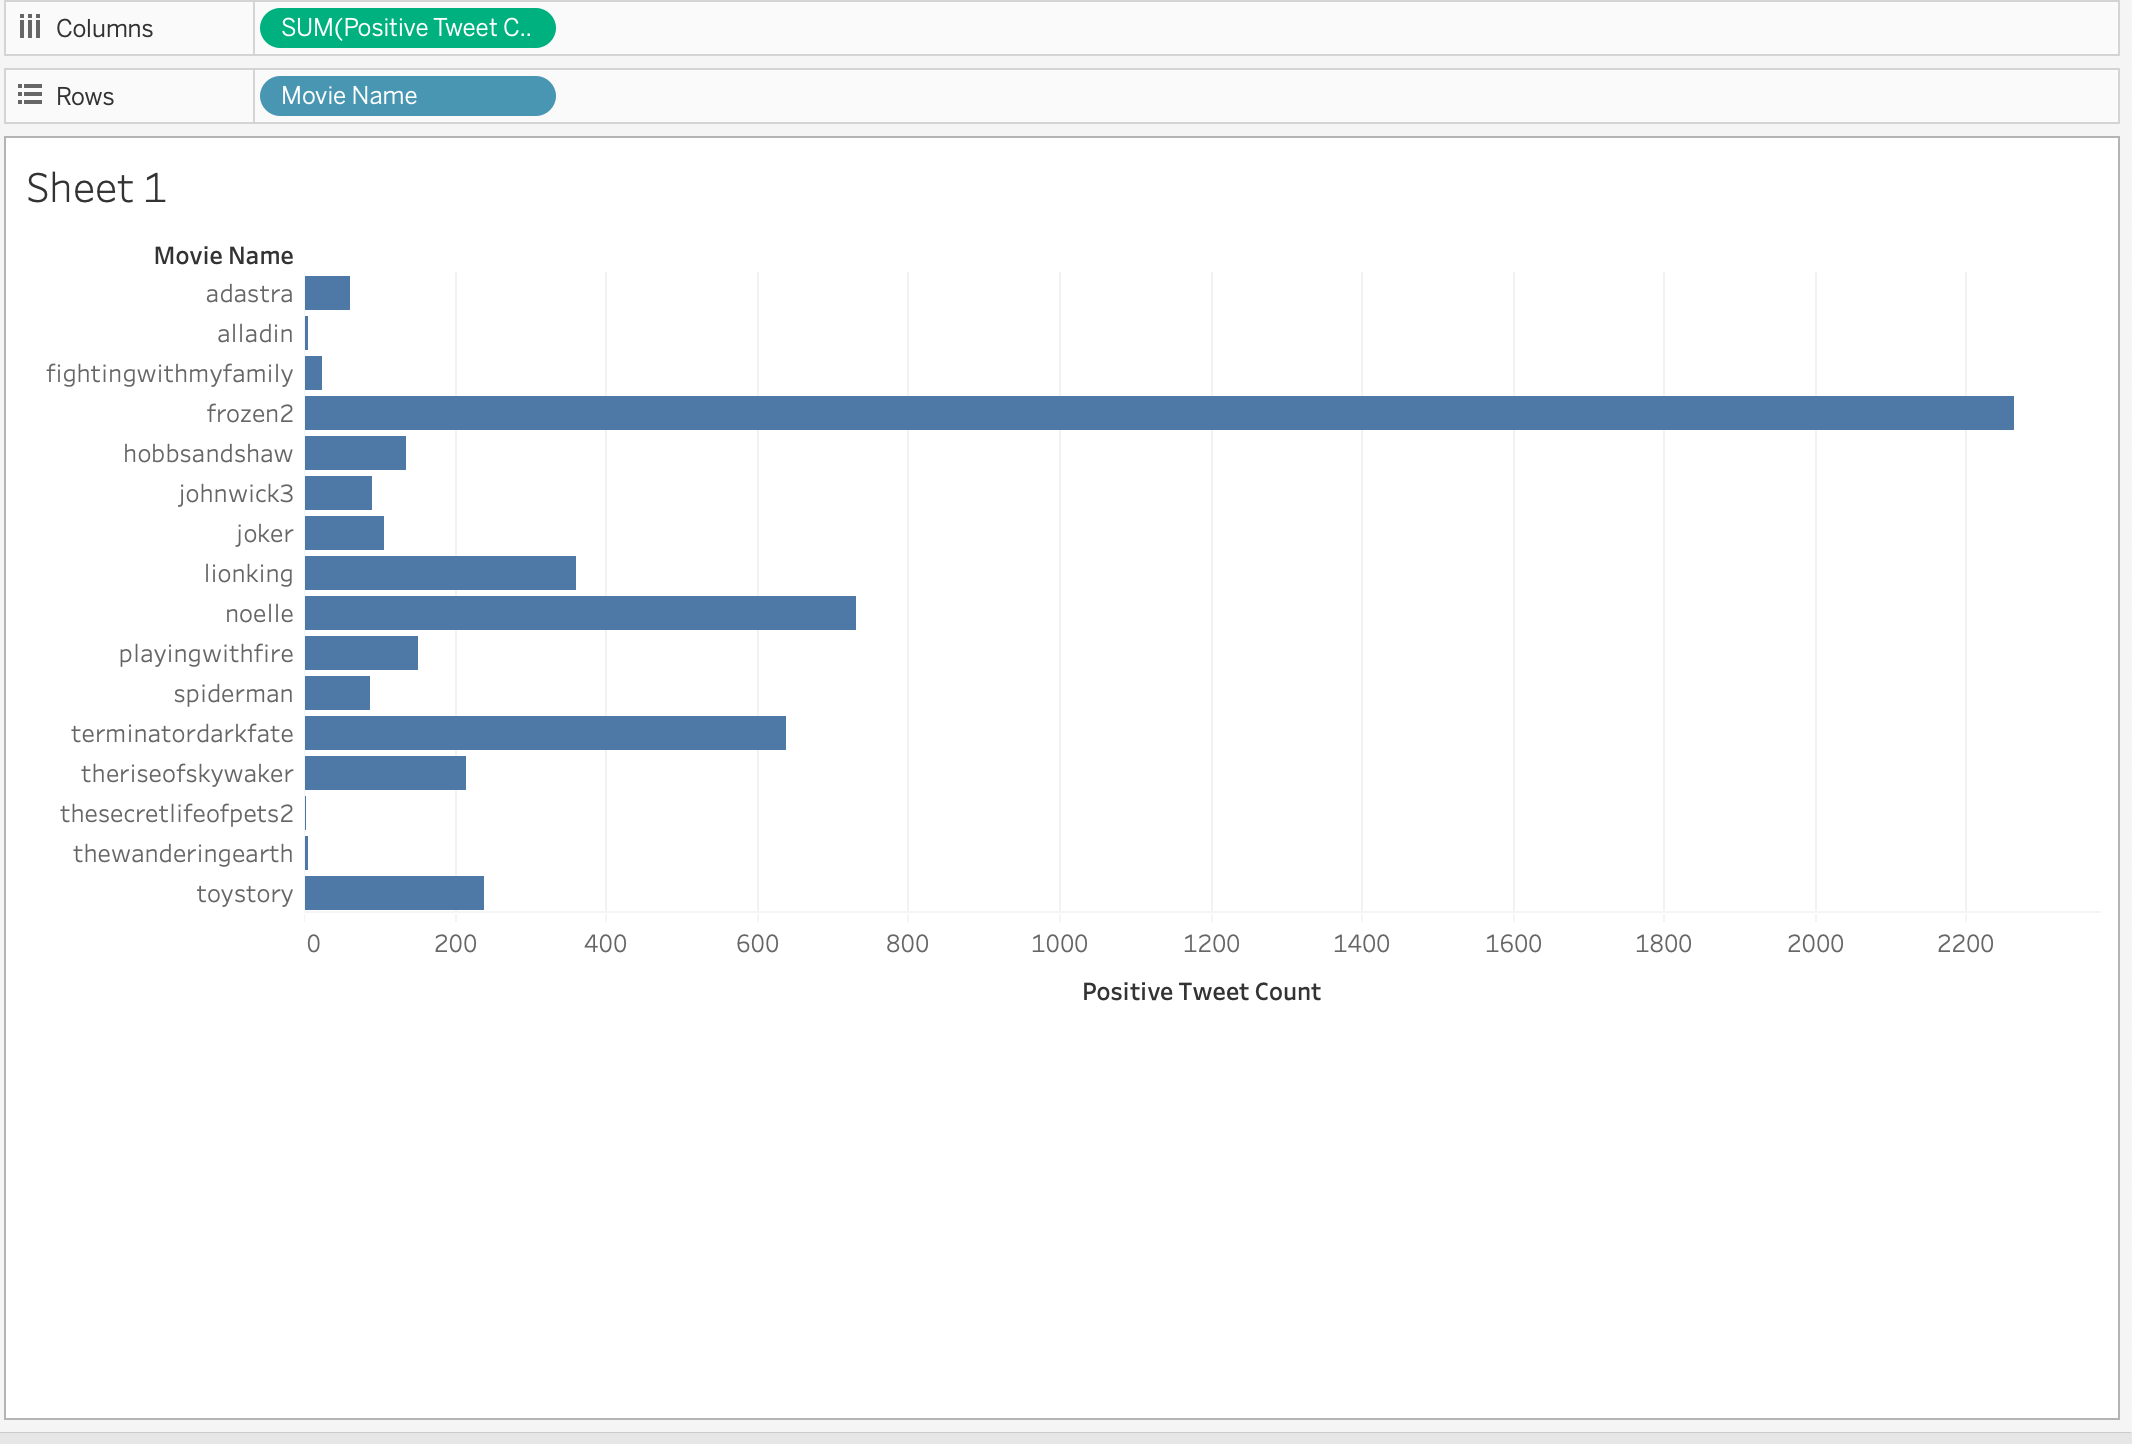 Columns SUM(Positive Tweet C..
Rows Movie Name
Sheet 1
Movie Name
adastra
alladin
fightingwithmyfamily
frozen2
hobbsandshaw
johnwick3
joker
lionking
noelle
playingwithfire
spiderman
terminatordarkfate
theriseofskywaker
thesecretlifeofpets2
thewanderingearth
toystory
0 200 400 600 800 1000 1200 1400 1600 1800 2000 2200
Positive Tweet Count